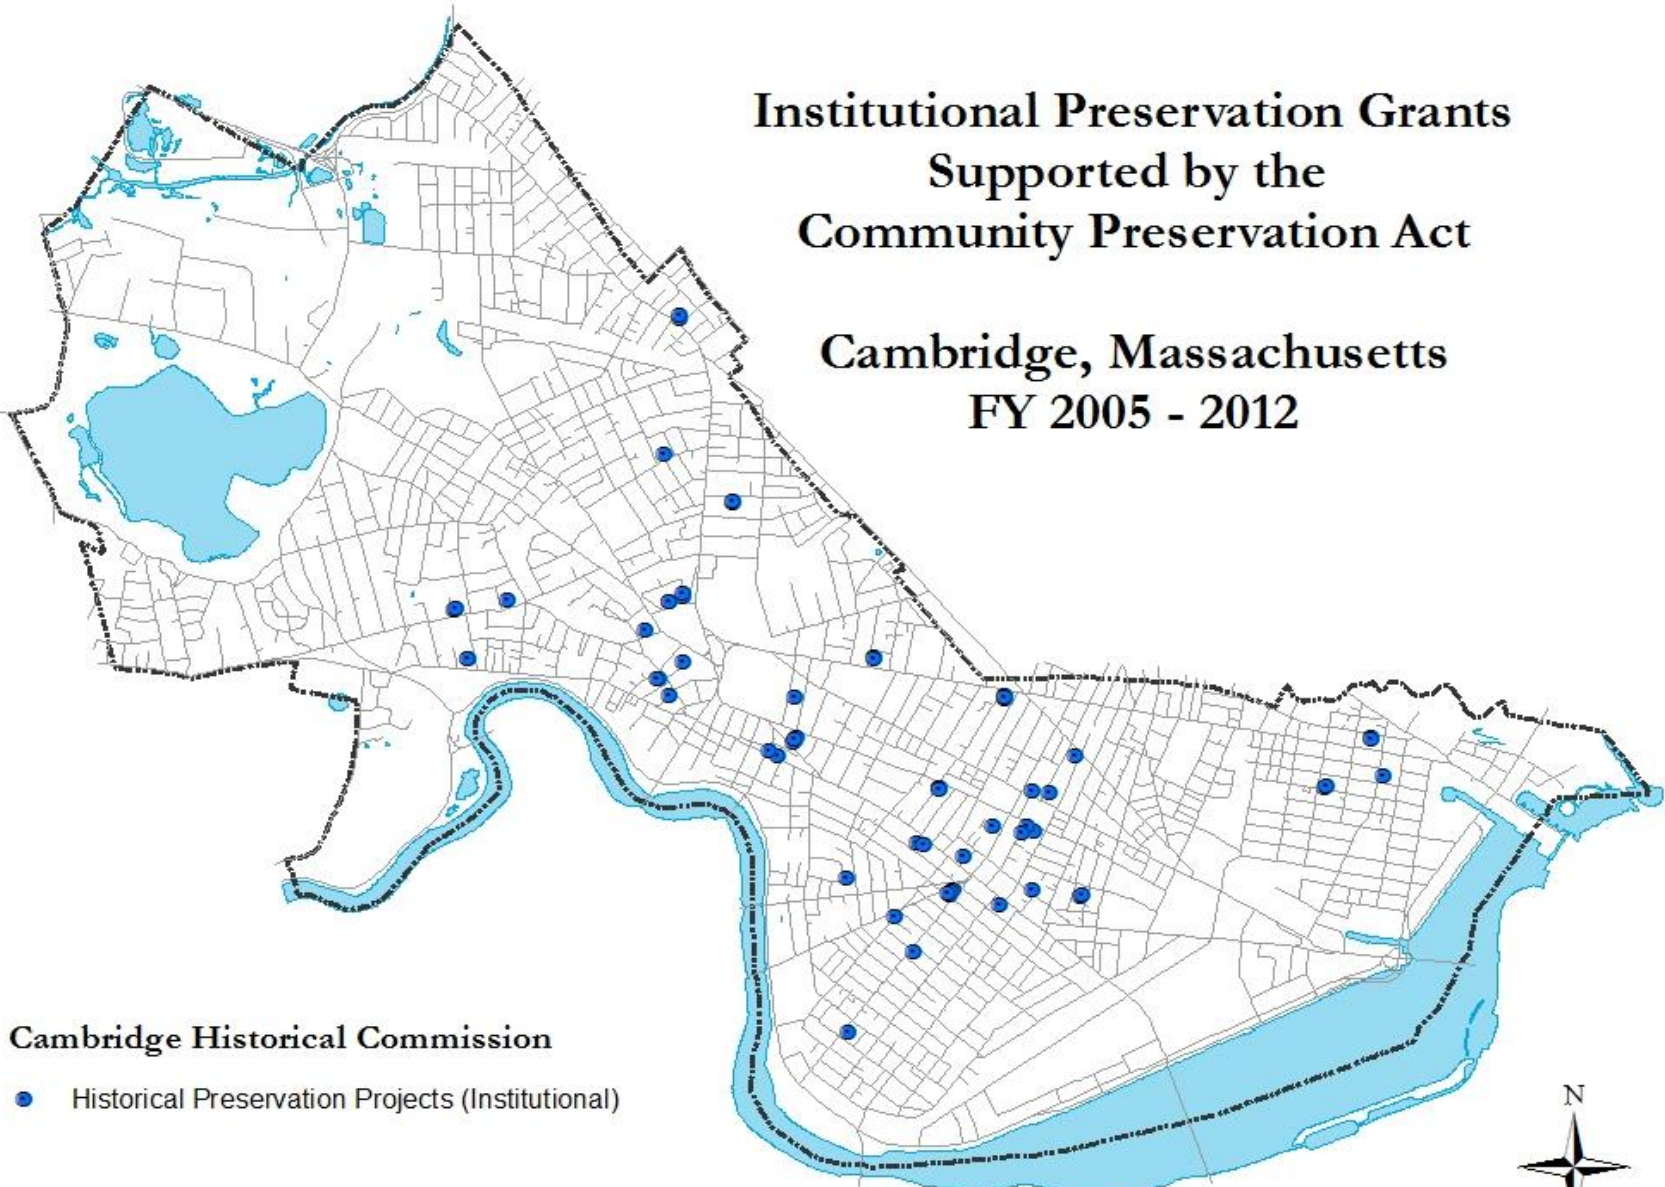 Institutional Preservation Grants
Supported by the
Community Preservation Act
Cambridge, Massachusetts
FY 2005 - 2012
Cambridge Historical Commission
Historical Preservation Projects (Institutional)
N